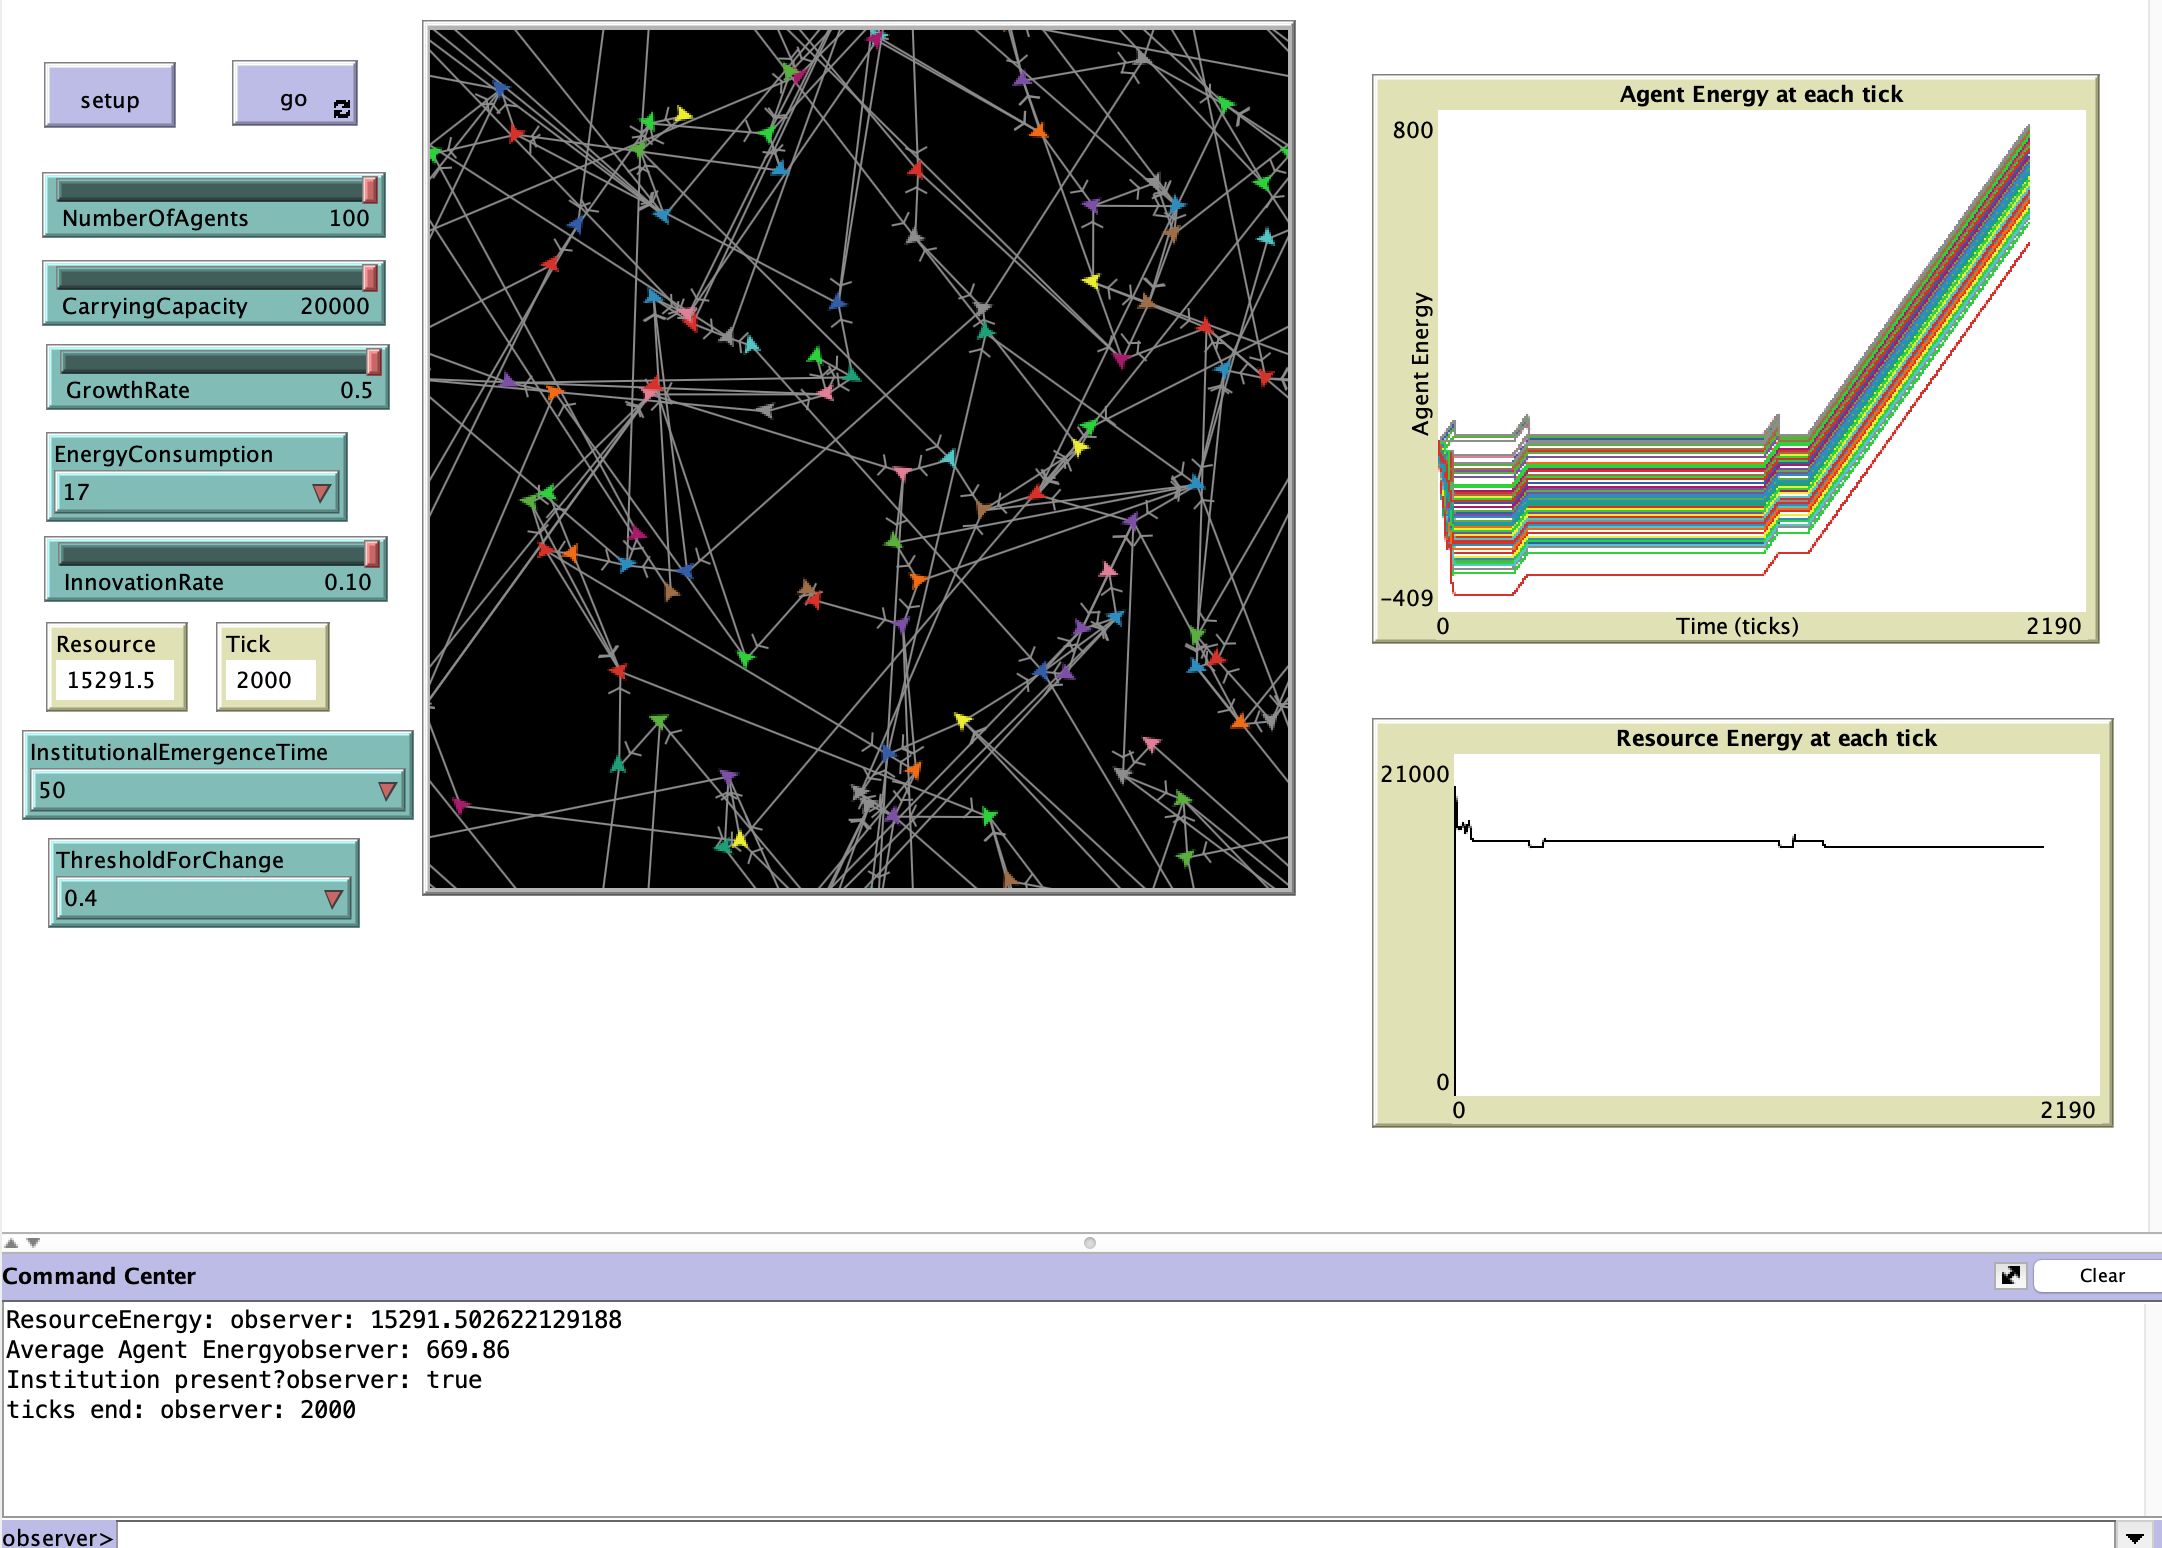 setup
go
NumberOfAgents 100
CarryingCapacity 20000
GrowthRate 0.5
EnergyConsumption
17
InnovationRate 0.10
Resource
15291.5
Tick
2000
InstitutionalEmergenceTime
50
ThresholdForChange
0.4
Agent Energy at each tick
800
Agent Energy
-409
0 Time (ticks) 2190
Resource Energy at each tick
21000
0
0 2190
Command Center
Clear
ResourceEnergy: observer: 15291.502622129188
Average Agent Energyobserver: 669.86
Institution present?observer: true
ticks end: observer: 2000
observer>